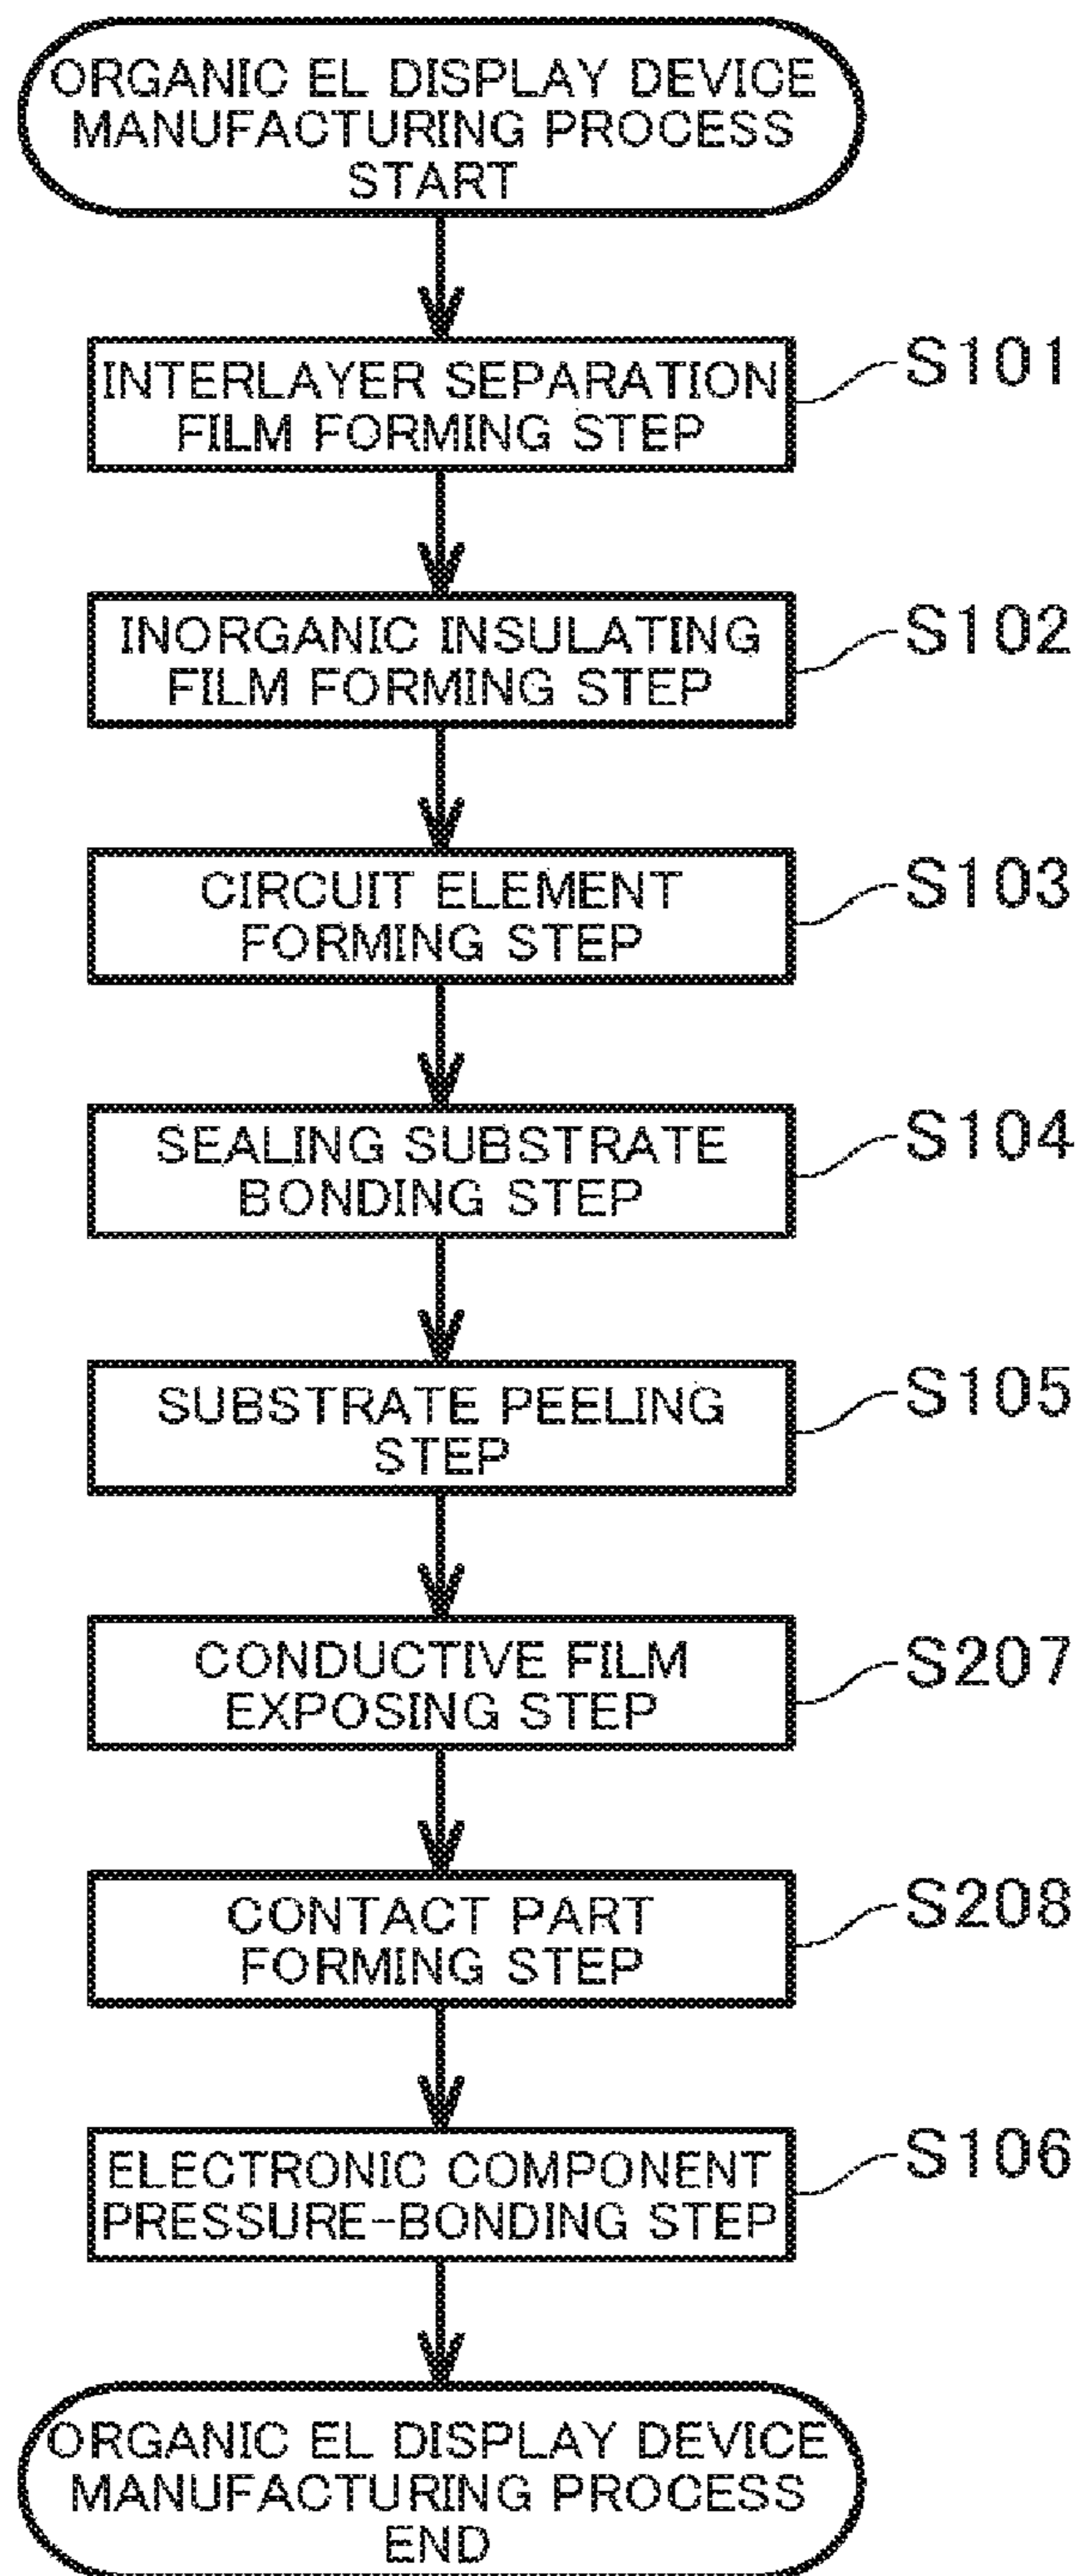 ORGANIC EL DISPLAY DEVICE
MANUFACTURING PROCESS
START
INTERLAYER SEPARATION
FILM FORMING STEP
S101
INORGANIC INSULATING
FILM FORMING STEP
S102
CIRCUIT ELEMENT
FORMING STEP
S103
SEALING SUBSTRATE
BONDING STEP
S104
SUBSTRATE PEELING
STEP
S105
CONDUCTIVE FILM
EXPOSING STEP
S207
CONTACT PART
FORMING STEP
S208
ELECTRONIC COMPONENT
PRESSURE-BONDING STEP
S106
ORGANIC EL DISPLAY DEVICE
MANUFACTURING PROCESS
END